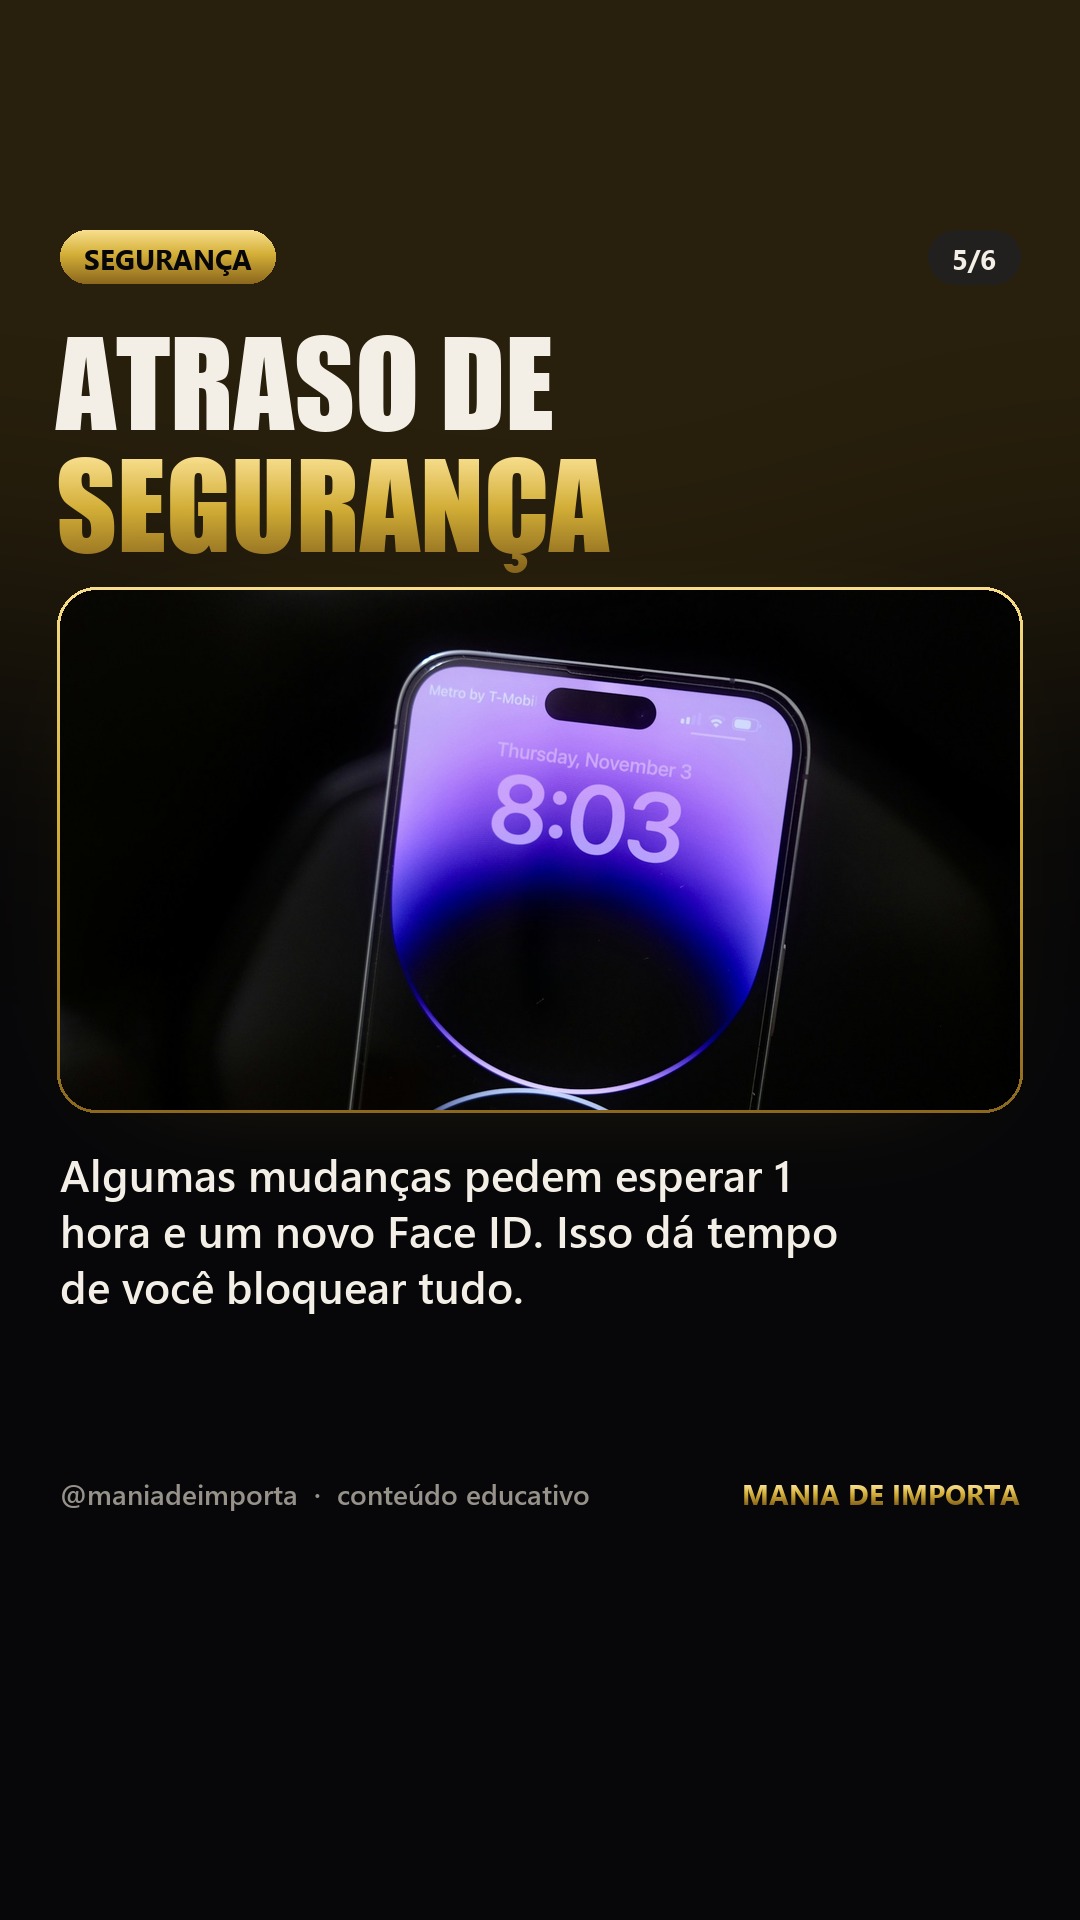 SEGURANÇA
5/6
ATRASO DE
SEGURANÇA
Metro by T-Mobi
Thursday, November 3
8:03
Algumas mudanças pedem esperar 1
hora e um novo Face ID. Isso dá tempo
de você bloquear tudo.
@maniadeimporta · conteúdo educativo
MANIA DE IMPORTA